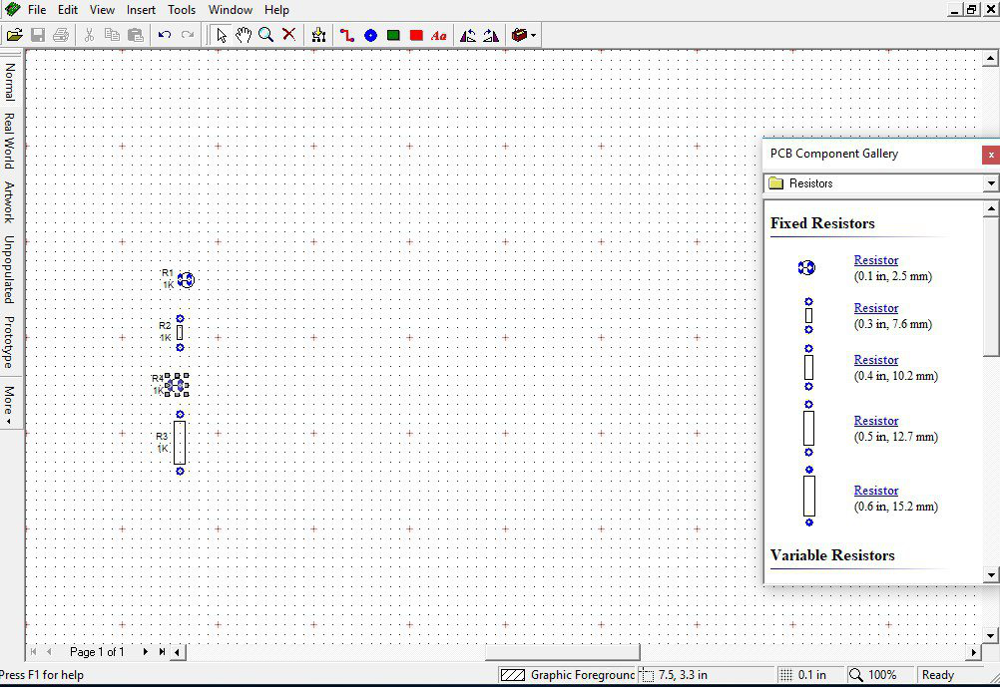 File Edit View Insert Tools Window Help
Aa
Normal
Real World
Artwork
Unpopulated
Prototype
More
R1
1K
R2
1K
R4
1K
R3
1K
PCB Component Gallery
x
Resistors
Fixed Resistors
Resistor
(0.1 in, 2.5 mm)
Resistor
(0.3 in, 7.6 mm)
Resistor
(0.4 in, 10.2 mm)
Resistor
(0.5 in, 12.7 mm)
Resistor
(0.6 in, 15.2 mm)
Variable Resistors
Page 1 of 1
Press F1 for help
Graphic Foreground
7.5, 3.3 in
0.1 in
100%
Ready